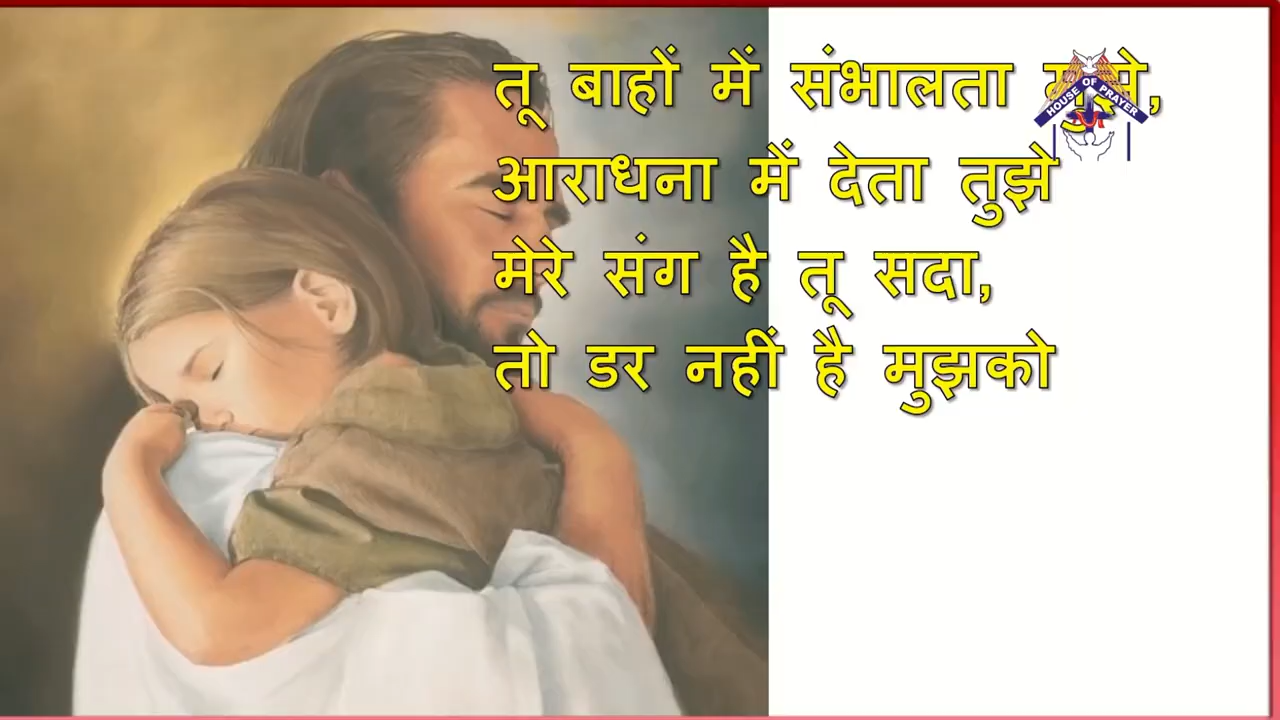 तू बाहों में संभालता
आराधना में देता तुझे
मेरे संग है तू सदा,
तो डर नहीं है मुझको
HOUSE OF PRAYER